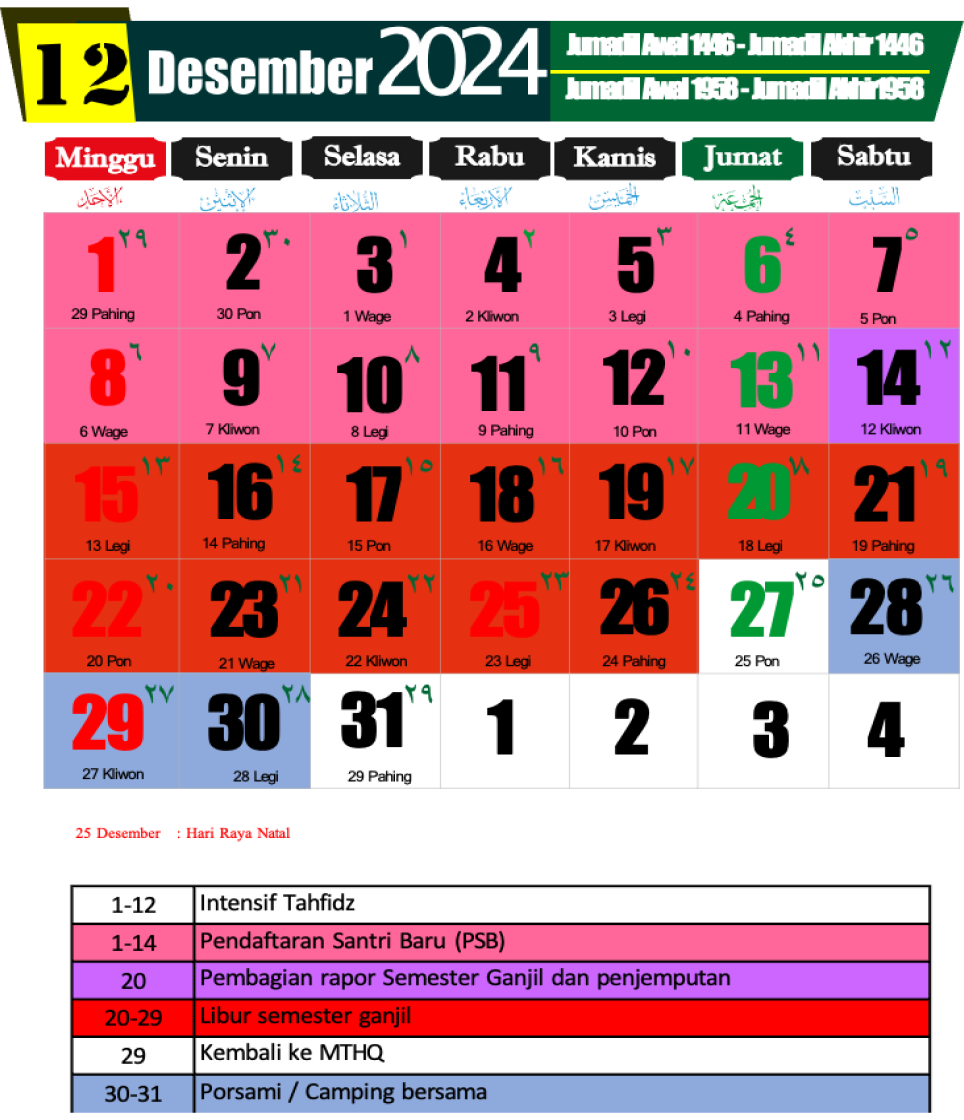 12 Desember 2024 Jumadil Awal 1446 - Jumadil Akhir 1446
Jumadil Awal 1958 - Jumadil Akhir 1958
Minggu Senin Selasa Rabu Kamis Jumat Sabtu
الأحد الإثنين الثلاثاء الأربعاء الخميس الجمعة السبت
1 ٢٩ 2 ٣٠ 3 ١ 4 ٢ 5 ٣ 6 ٤ 7 ٥
29 Pahing 30 Pon 1 Wage 2 Kliwon 3 Legi 4 Pahing 5 Pon
8 ٦ 9 ٧ 10 ٨ 11 ٩ 12 ١٠ 13 ١١ 14 ١٢
6 Wage 7 Kliwon 8 Legi 9 Pahing 10 Pon 11 Wage 12 Kliwon
15 ١٣ 16 ١٤ 17 ١٥ 18 ١٦ 19 ١٧ 20 ١٨ 21 ١٩
13 Legi 14 Pahing 15 Pon 16 Wage 17 Kliwon 18 Legi 19 Pahing
22 ٢٠ 23 ٢١ 24 ٢٢ 25 ٢٣ 26 ٢٤ 27 ٢٥ 28 ٢٦
20 Pon 21 Wage 22 Kliwon 23 Legi 24 Pahing 25 Pon 26 Wage
29 ٢٧ 30 ٢٨ 31 ٢٩ 1 2 3 4
27 Kliwon 28 Legi 29 Pahing
25 Desember : Hari Raya Natal
1-12 Intensif Tahfidz
1-14 Pendaftaran Santri Baru (PSB)
20 Pembagian rapor Semester Ganjil dan penjemputan
20-29 Libur semester ganjil
29 Kembali ke MTHQ
30-31 Porsami / Camping bersama